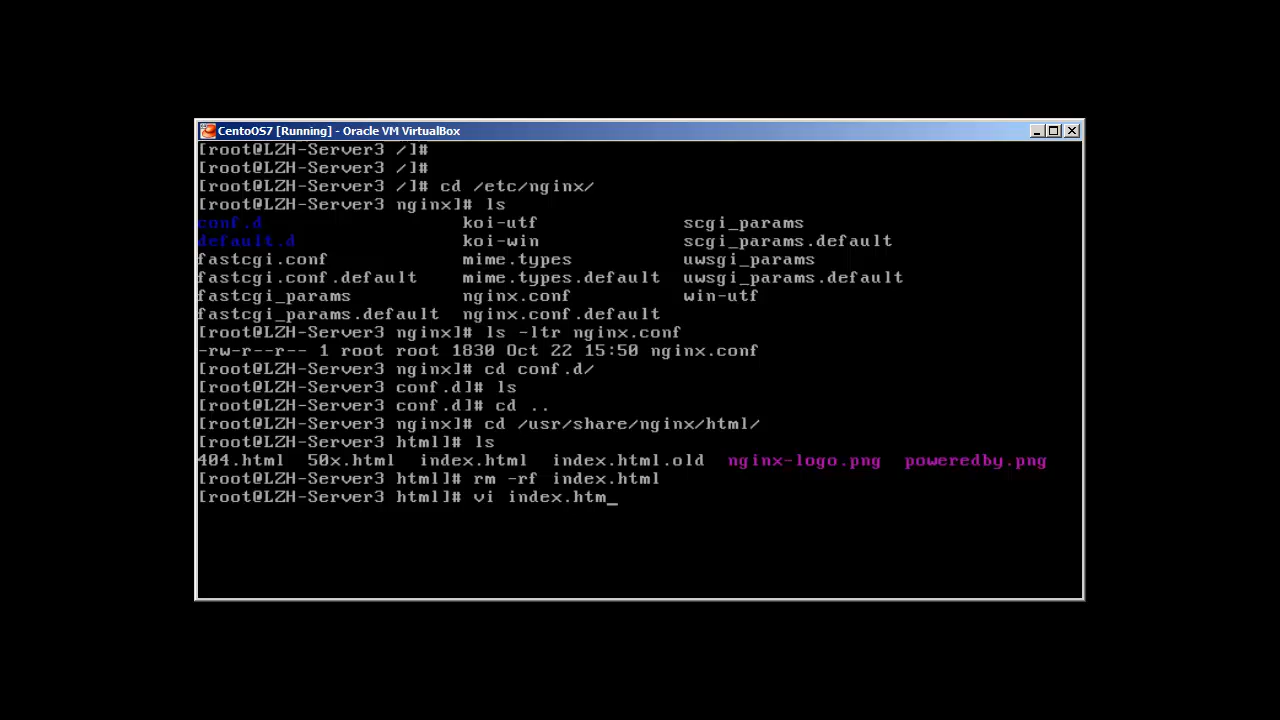 CentoOS7 [Running] - Oracle VM VirtualBox
[root@LZH-Server3 /]#
[root@LZH-Server3 /]#
[root@LZH-Server3 /]# cd /etc/nginx/
[root@LZH-Server3 nginx]# ls
conf.d koi-utf scgi_params
default.d koi-win scgi_params.default
fastcgi.conf mime.types uwsgi_params
fastcgi.conf.default mime.types.default uwsgi_params.default
fastcgi_params nginx.conf win-utf
fastcgi_params.default nginx.conf.default
[root@LZH-Server3 nginx]# ls -ltr nginx.conf
-rw-r--r-- 1 root root 1830 Oct 22 15:50 nginx.conf
[root@LZH-Server3 nginx]# cd conf.d/
[root@LZH-Server3 conf.d]# ls
[root@LZH-Server3 conf.d]# cd ..
[root@LZH-Server3 nginx]# cd /usr/share/nginx/html/
[root@LZH-Server3 html]# ls
404.html 50x.html index.html index.html.old nginx-logo.png poweredby.png
[root@LZH-Server3 html]# rm -rf index.html
[root@LZH-Server3 html]# vi index.htm_